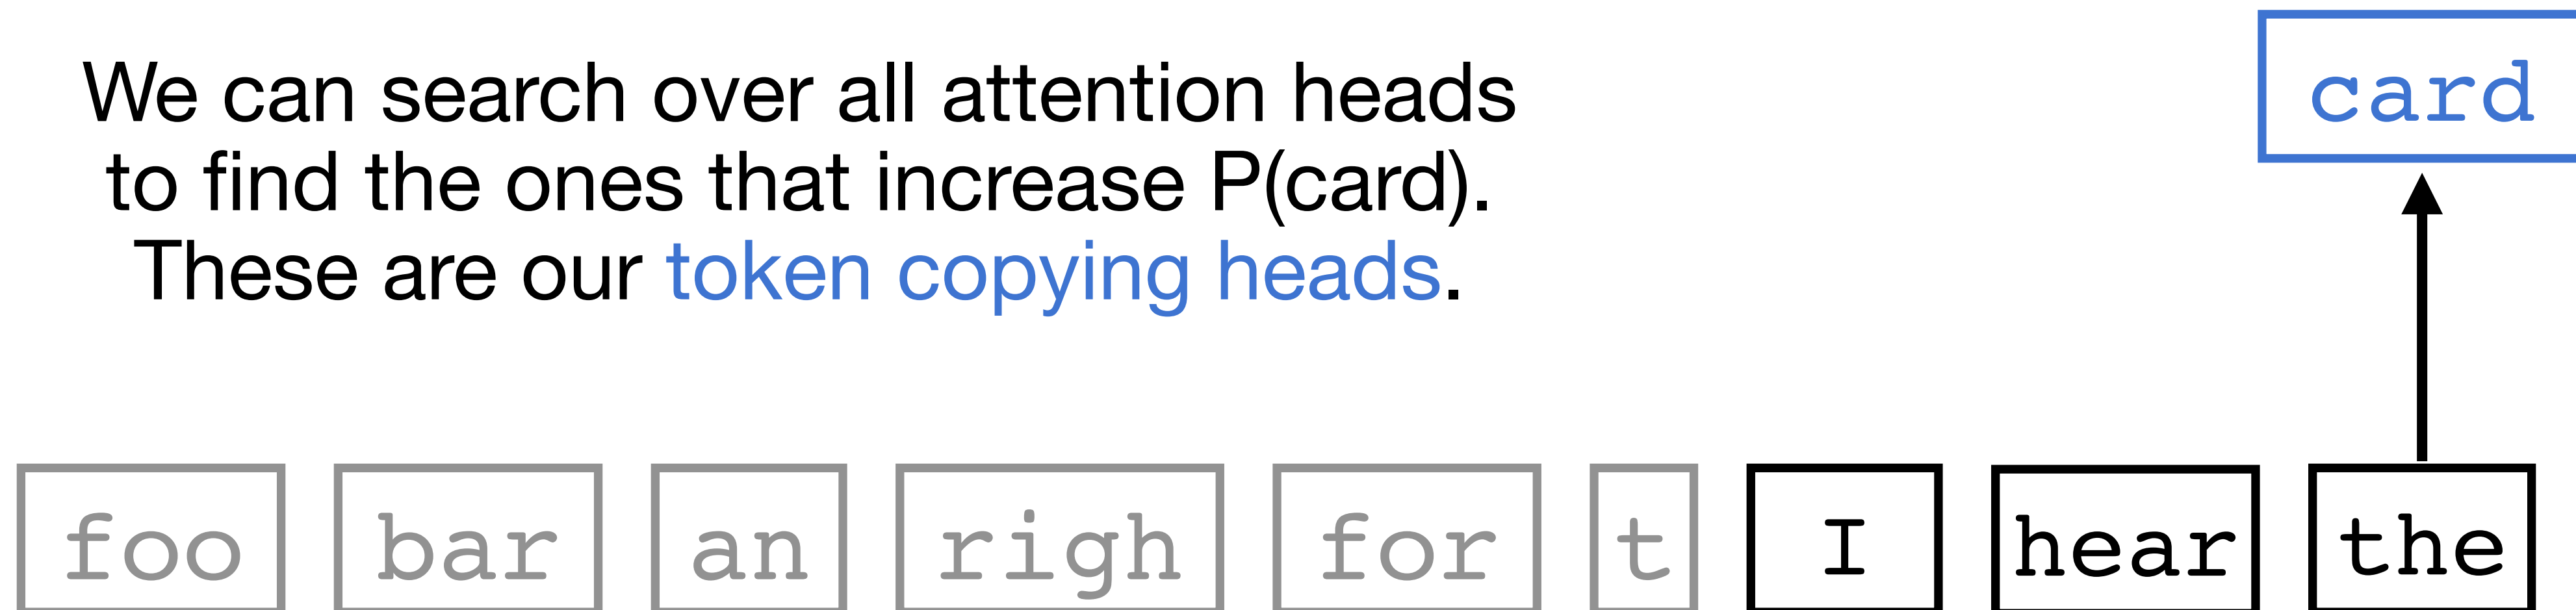 We can search over all attention heads
to find the ones that increase P(card).
These are our token copying heads.
card
foo bar an righ for t I hear the